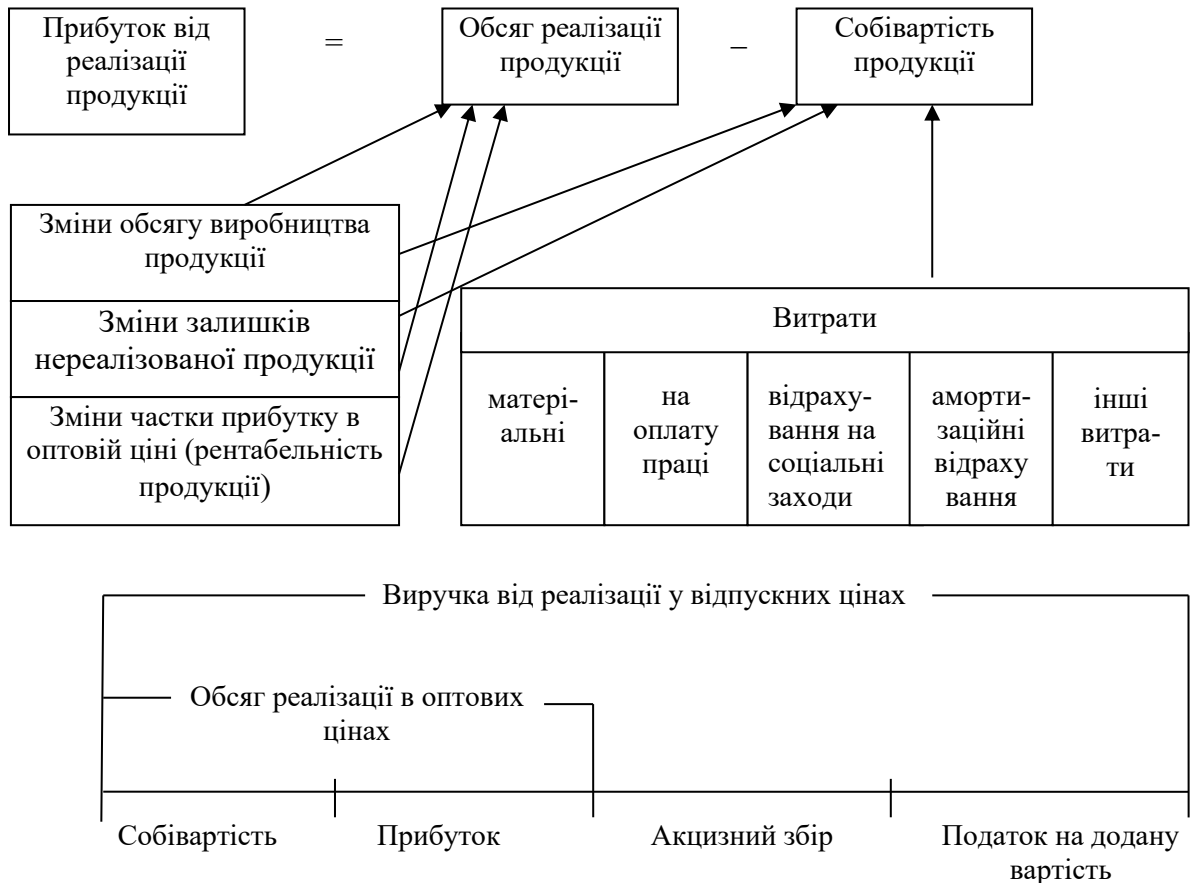 Прибуток від
реалізації
продукції
=
Обсяг реалізації
продукції
–
Собівартість
продукції
Зміни обсягу виробництва
продукції
Зміни залишків
нереалізованої продукції
Зміни частки прибутку в
оптовій ціні (рентабельність
продукції)
Витрати
матері-
альні
на
оплату
праці
відраху-
вання на
соціальні
заходи
аморти-
заційні
відраху
вання
інші
витра-
ти
Виручка від реалізації у відпускних цінах
Обсяг реалізації в оптових
цінах
Собівартість
Прибуток
Акцизний збір
Податок на додану
вартість